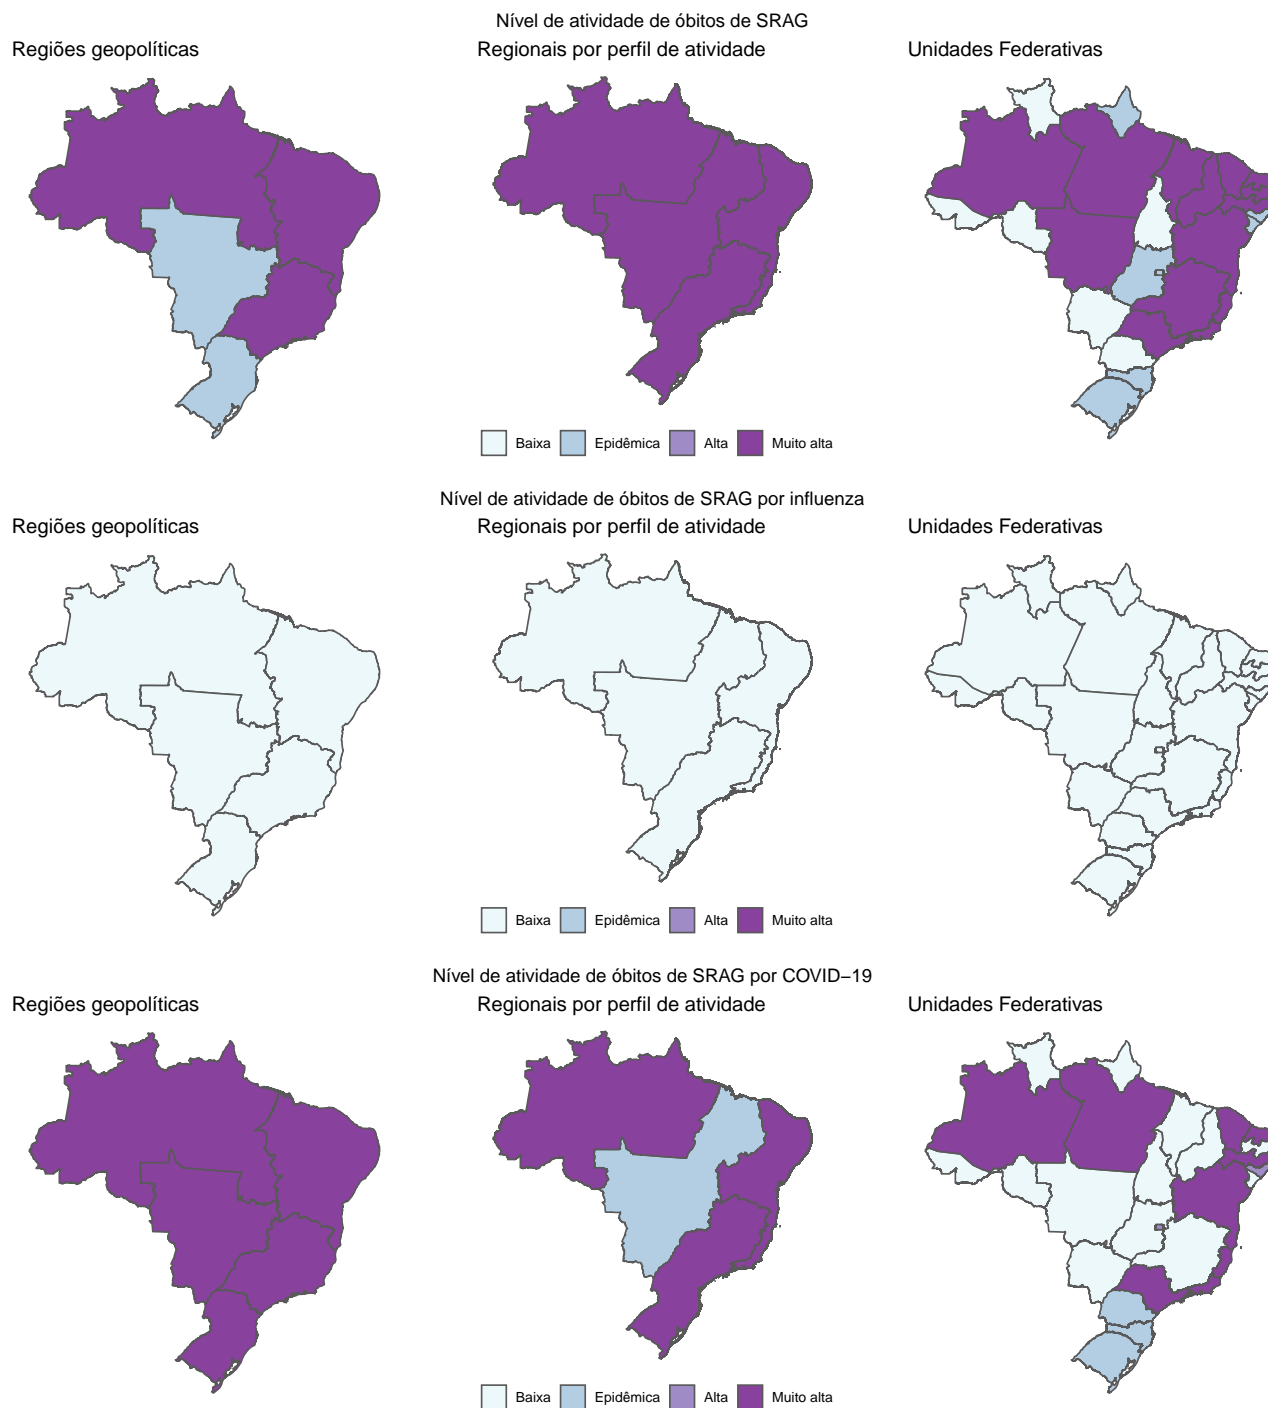 Nível de atividade de óbitos de SRAG
Regiões geopolíticas
Regionais por perfil de atividade
Unidades Federativas
Baixa Epidêmica Alta Muito alta
Nível de atividade de óbitos de SRAG por influenza
Regiões geopolíticas
Regionais por perfil de atividade
Unidades Federativas
Baixa Epidêmica Alta Muito alta
Nível de atividade de óbitos de SRAG por COVID−19
Regiões geopolíticas
Regionais por perfil de atividade
Unidades Federativas
Baixa Epidêmica Alta Muito alta